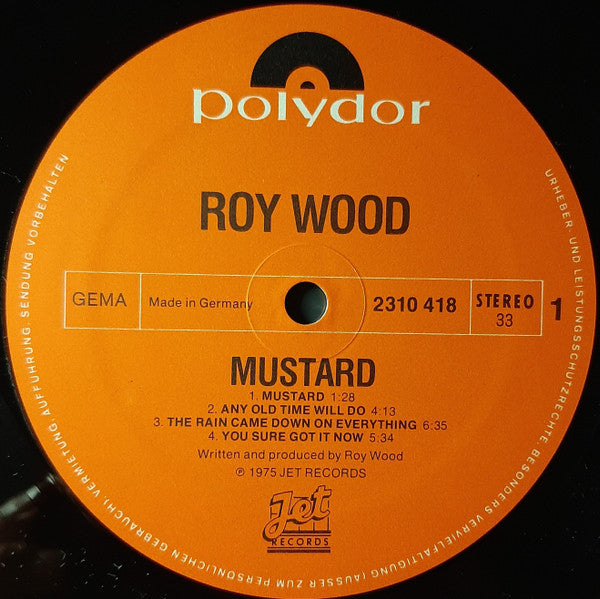 polydor
ROY WOOD
GEMA
Made in Germany
2310 418
STEREO
33
1
MUSTARD
1. MUSTARD 1:28
2. ANY OLD TIME WILL DO 4:13
3. THE RAIN CAME DOWN ON EVERYTHING 6:35
4. YOU SURE GOT IT NOW 5:34
Written and produced by Roy Wood
℗ 1975 JET RECORDS
Jet
RECORDS
URHEBER- UND LEISTUNGSSCHUTZRECHTE BESONDERS VERVIELFÄLTIGUNG (AUSSER ZUM PERSÖNLICHEN GEBRAUCH), VERMIETUNG, AUFFÜHRUNG, SENDUNG VORBEHALTEN